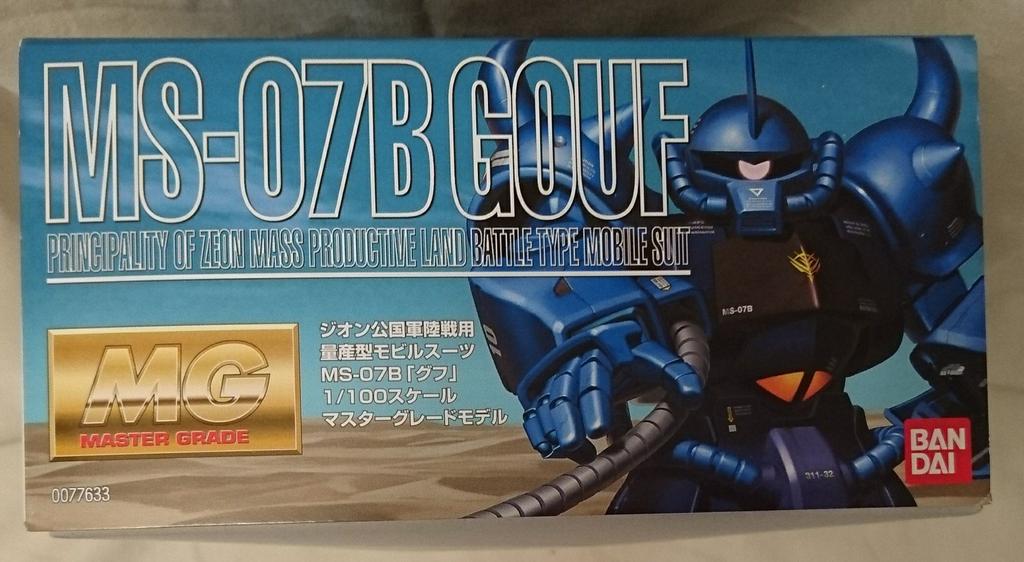 MS-07B GOUF
PRINCIPALITY OF ZEON MASS PRODUCTIVE LAND BATTLE TYPE MOBILE SUIT
MG
MASTER GRADE
ジオン公国軍陸戦用
量産型モビルスーツ
MS-07B「グフ」
1/100スケール
マスターグレードモデル
0077633
MS-07B
311-32
BAN
DAI